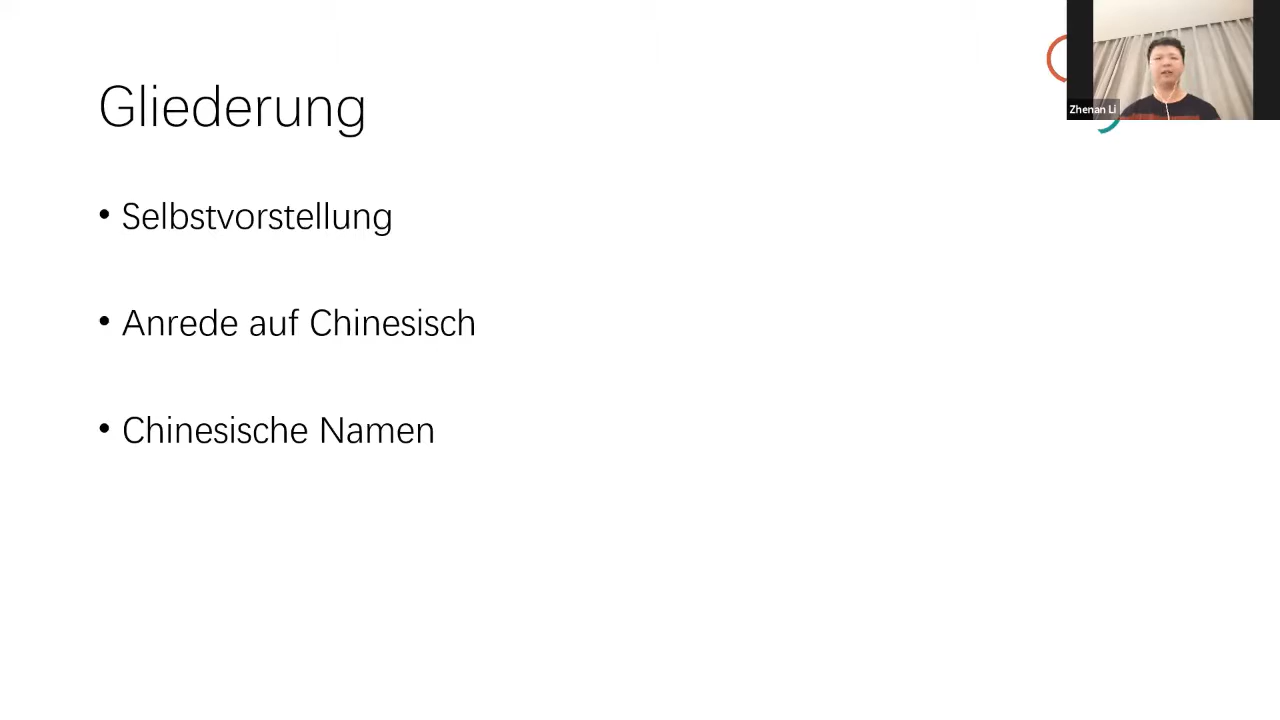 Gliederung
• Selbstvorstellung
• Anrede auf Chinesisch
• Chinesische Namen
Zhenan Li